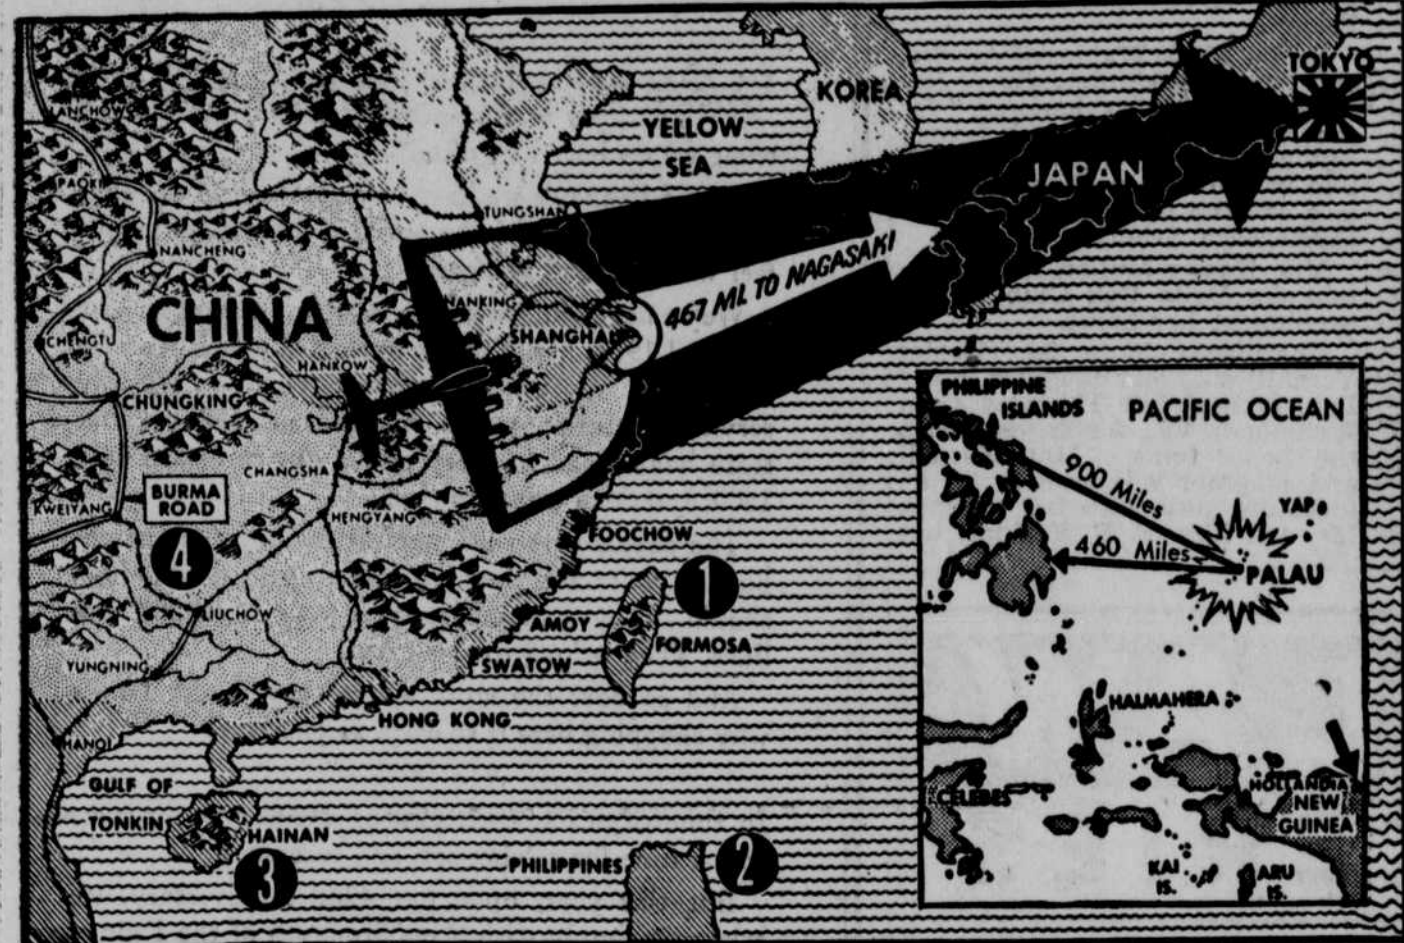 TOKYO
KOREA
YELLOW
SEA
JAPAN
PAOKI
TUNGSHAN
NANCHENG
467 MI. TO NAGASAKI
NANKING
CHINA
SHANGHAI
CHENGTU
HANKOW
CHUNGKING
CHANGSHA
BURMA
ROAD
KWEIYANG
HENGYANG
4
FOOCHOW
1
LIUCHOW
AMOY
FORMOSA
YUNGNING
SWATOW
HONG KONG
HANOI
GULF OF
TONKIN
HAINAN
3
PHILIPPINES
2
PHILIPPINE
ISLANDS
PACIFIC OCEAN
900 Miles
YAP
460 Miles
PALAU
HALMAHERA
CELEBES
HOLLANDIA
NEW
GUINEA
KAI
IS.
ARU
IS.